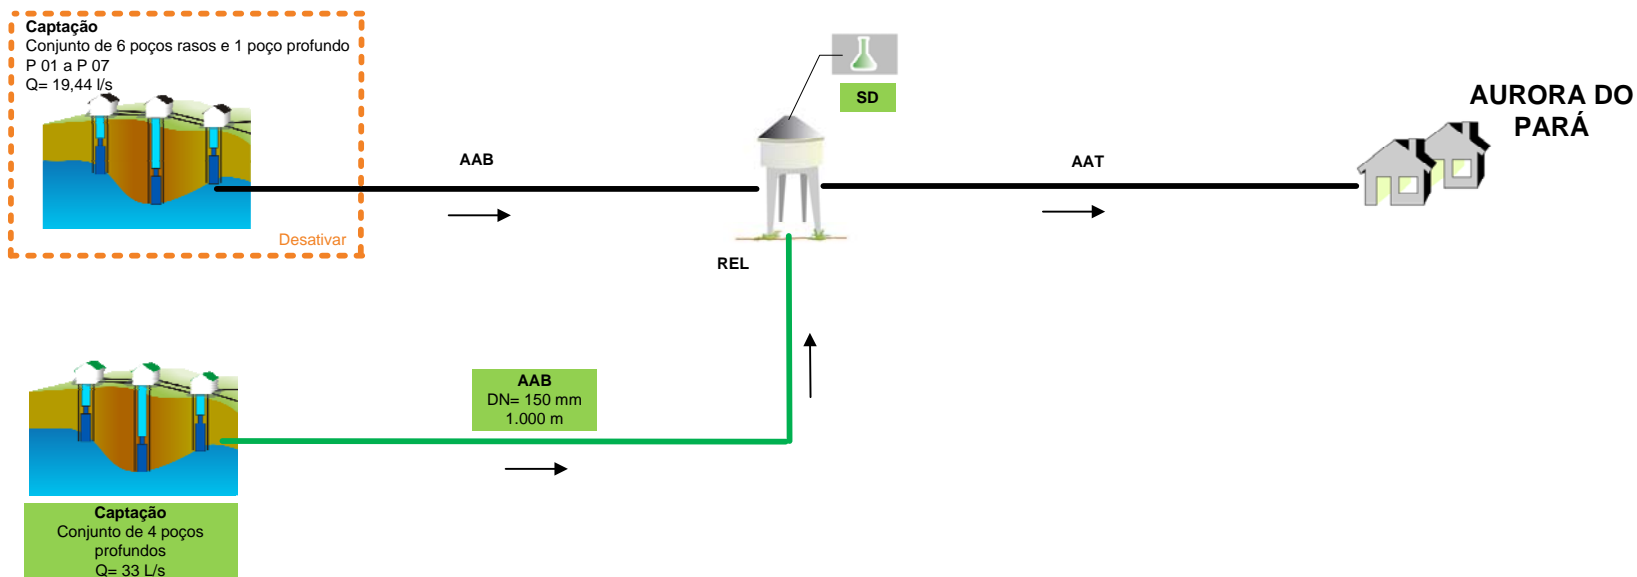 Captação
Conjunto de 6 poços rasos e 1 poço profundo
P 01 a P 07
Q= 19,44 l/s
Desativar
AAB
SD
REL
AAT
AURORA DO
PARÁ
AAB
DN= 150 mm
1.000 m
Captação
Conjunto de 4 poços
profundos
Q= 33 L/s